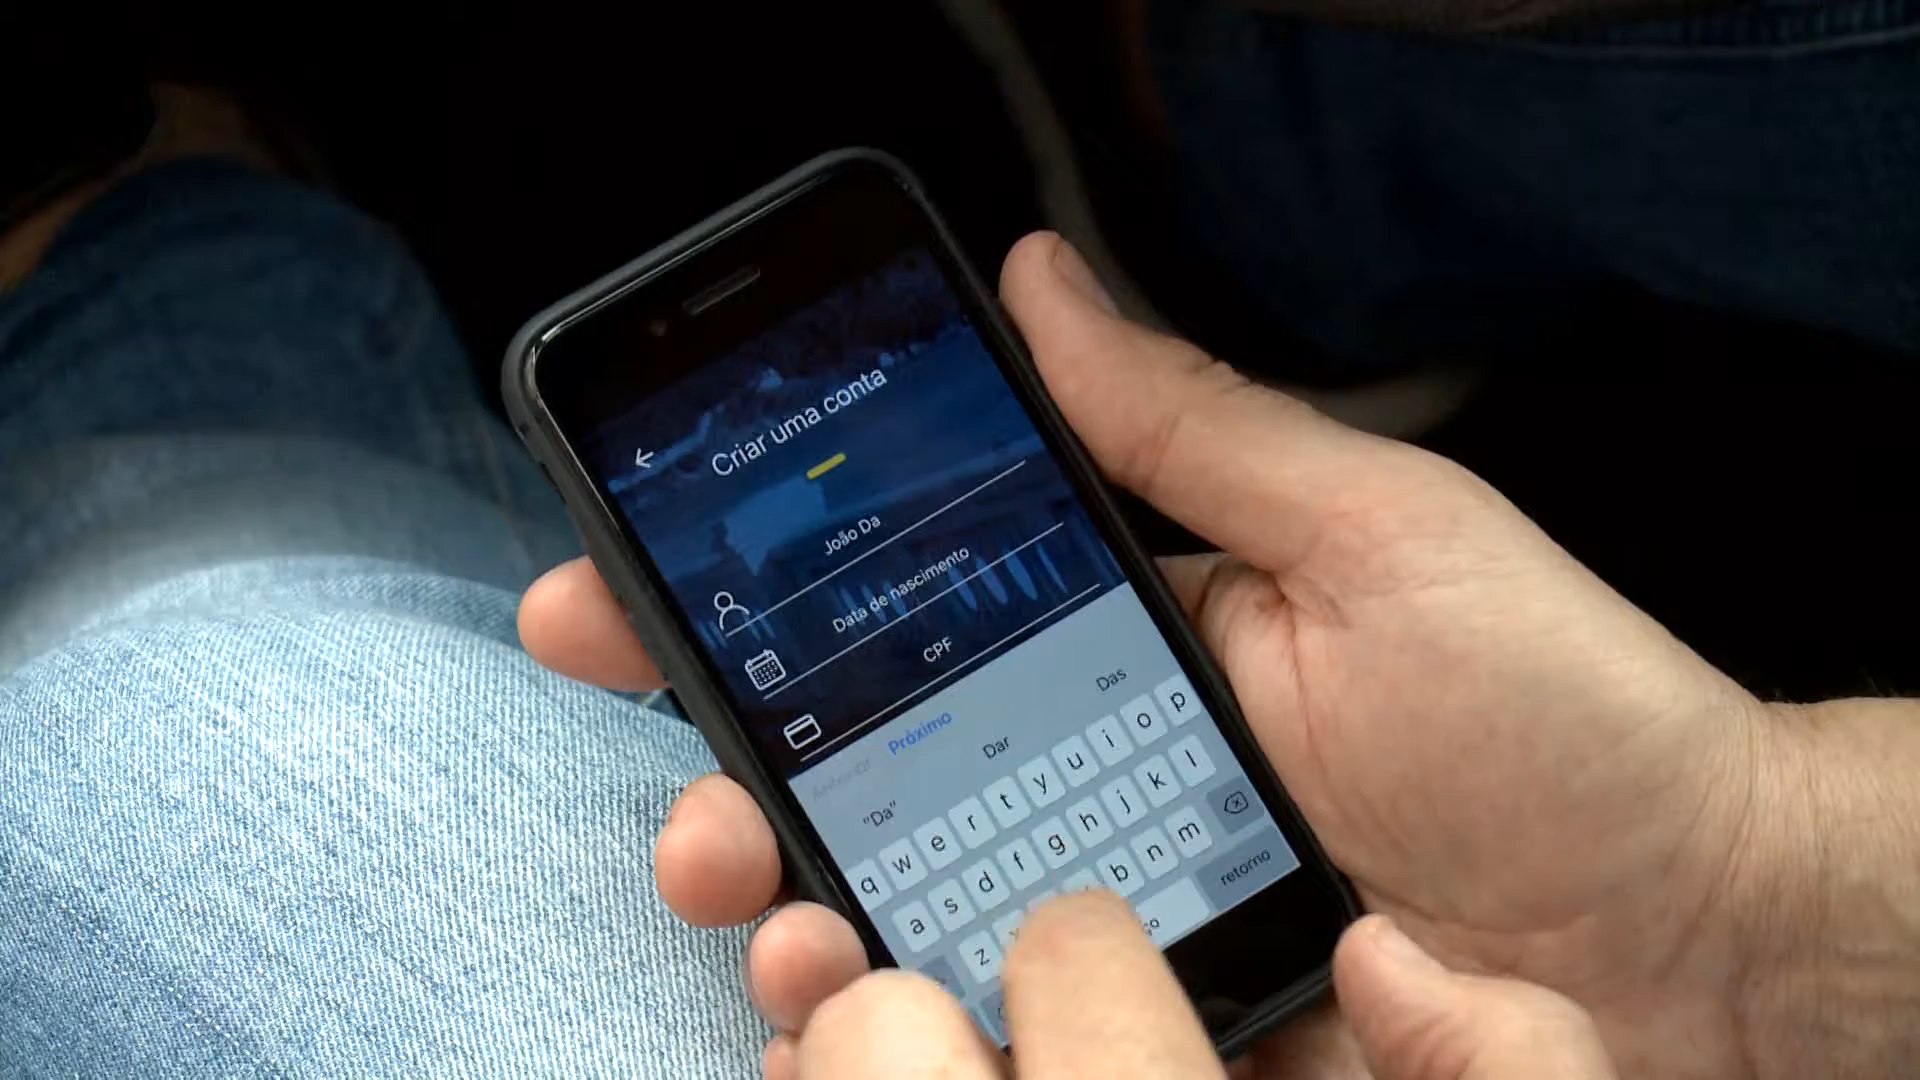 Criar uma conta
João Da
Data de nascimento
CPF
Próximo
"Da" Dar Das
q w e r t y u i o p
a s d f g h j k l
z b n m
retorno